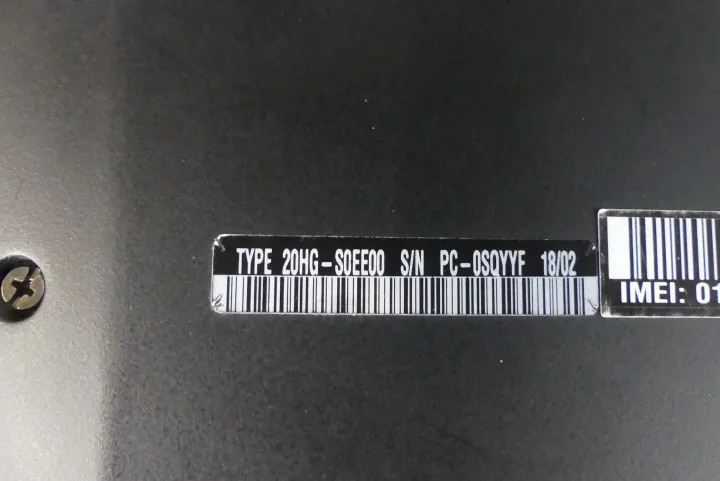 TYPE 20HG-S0EE00 S/N PC-0SQYYF 18/02
IMEI: 01